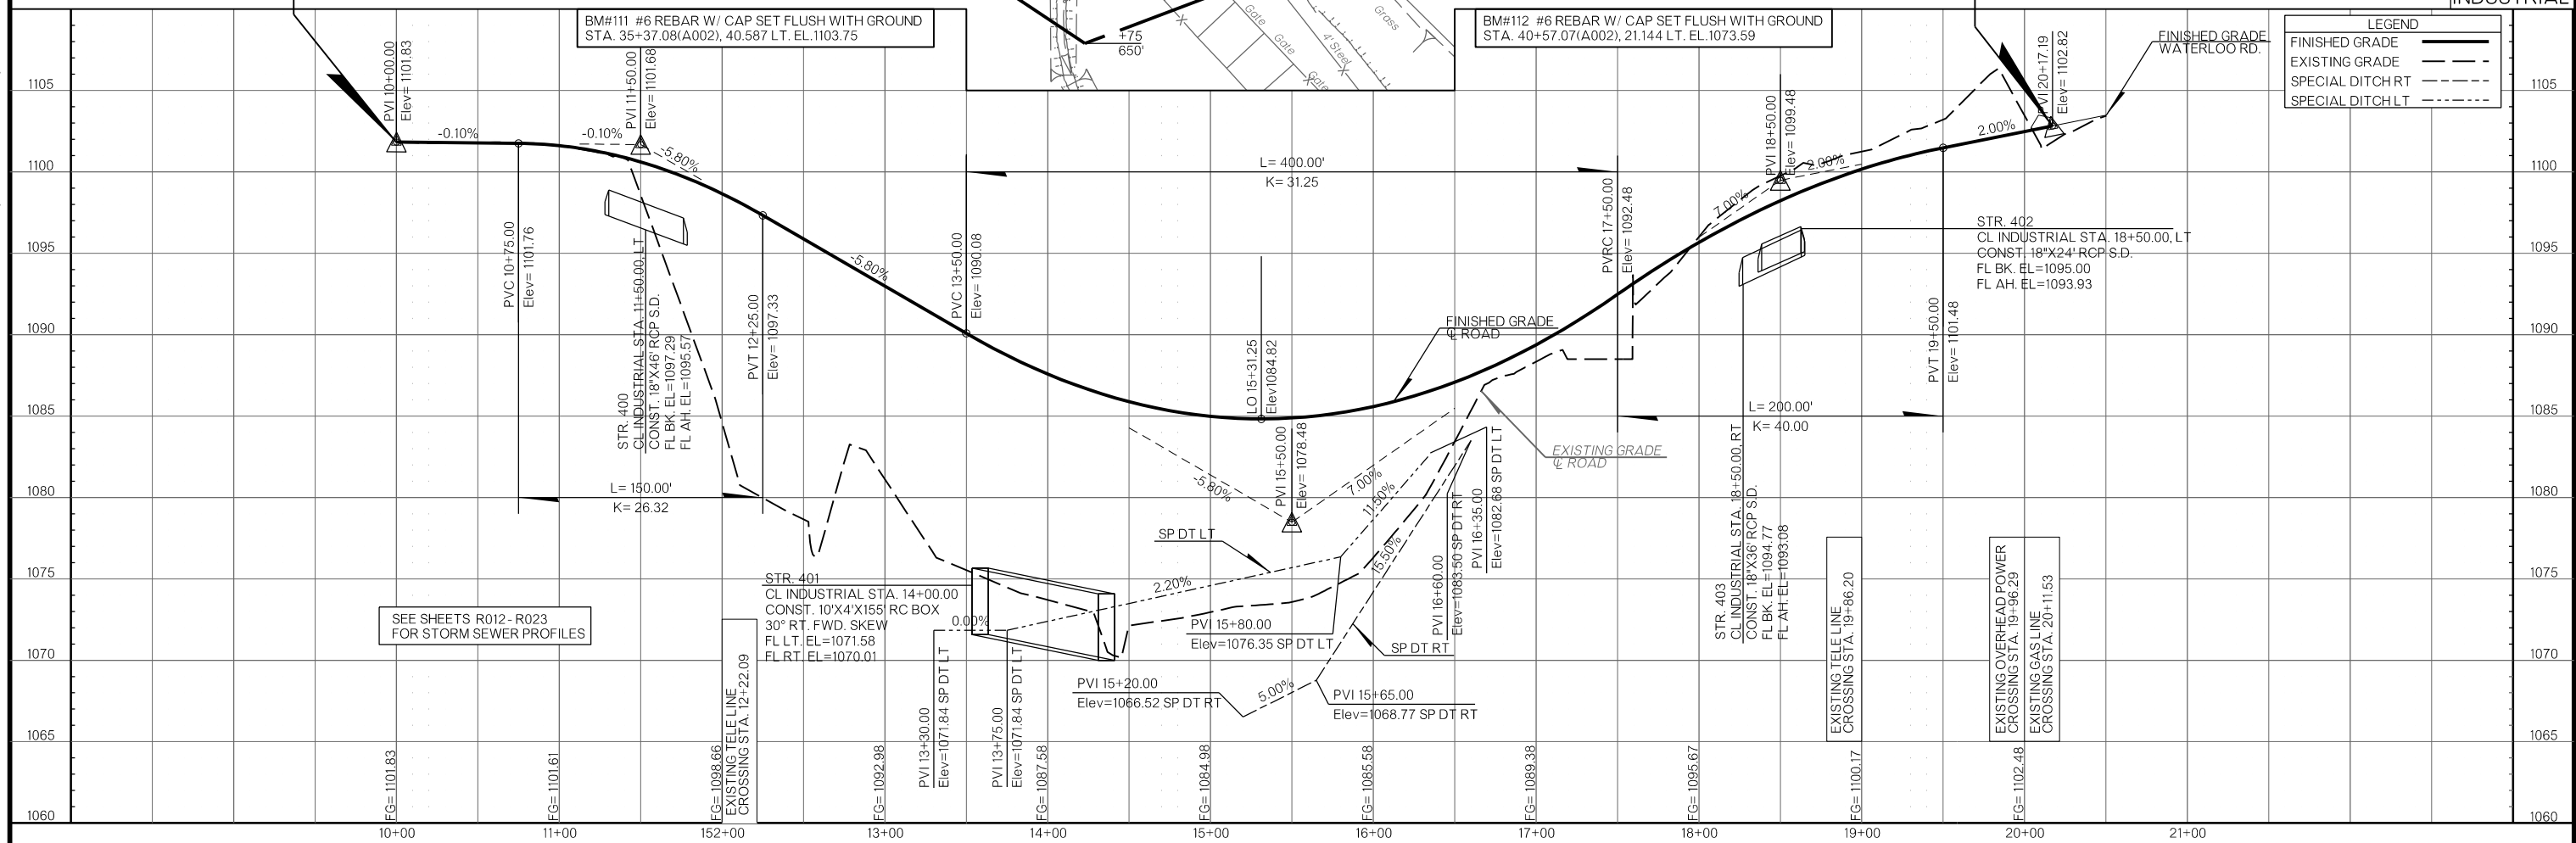 INDUSTRIAL
BM#111 #6 REBAR W/ CAP SET FLUSH WITH GROUND
STA. 35+37.08(A002), 40.587 LT. EL.1103.75
+75
650'
Gate
Gate
Gate
4' Steel
Grass
BM#112 #6 REBAR W/ CAP SET FLUSH WITH GROUND
STA. 40+57.07(A002), 21.144 LT. EL.1073.59
FINISHED GRADE
WATERLOO RD.
LEGEND
FINISHED GRADE
EXISTING GRADE
SPECIAL DITCH RT
SPECIAL DITCH LT
1105
1100
1095
1090
1085
1080
1075
1070
1065
1060
PVI 10+00.00
Elev= 1101.83
-0.10%
PVC 10+75.00
Elev= 1101.76
-0.10%
PVI 11+50.00
Elev= 1101.68
-5.80%
STR. 400
CL INDUSTRIAL STA. 11+50.00, LT
CONST. 18"X46' RCP S.D.
FL BK. EL=1097.29
FL AH. EL=1095.57
PVT 12+25.00
Elev= 1097.33
L= 150.00'
K= 26.32
-5.80%
PVC 13+50.00
Elev= 1090.08
L= 400.00'
K= 31.25
LO 15+31.25
Elev1084.82
PVI 15+50.00
Elev= 1078.48
-5.80%
7.00%
FINISHED GRADE
℄ ROAD
EXISTING GRADE
℄ ROAD
PVRC 17+50.00
Elev= 1092.48
7.00%
PVI 18+50.00
Elev= 1099.48
2.00%
2.00%
PVI 20+17.19
Elev= 1102.82
STR. 402
CL INDUSTRIAL STA. 18+50.00, LT
CONST. 18"X24' RCP S.D.
FL BK. EL=1095.00
FL AH. EL=1093.93
PVT 19+50.00
Elev= 1101.48
L= 200.00'
K= 40.00
STR. 403
CL INDUSTRIAL STA. 18+50.00, RT
CONST. 18"X36' RCP S.D.
FL BK. EL=1094.77
FL AH. EL=1093.08
SEE SHEETS R012-R023
FOR STORM SEWER PROFILES
STR. 401
CL INDUSTRIAL STA. 14+00.00
CONST. 10'X4'X155' RC BOX
30° RT. FWD. SKEW
FL LT. EL=1071.58
FL RT. EL=1070.01
0.00%
SP DT LT
2.20%
11.50%
15.50%
PVI 15+80.00
Elev=1076.35 SP DT LT
SP DT RT
PVI 15+20.00
Elev=1066.52 SP DT RT
5.00%
PVI 15+65.00
Elev=1068.77 SP DT RT
PVI 16+60.00
Elev=1083.50 SP DT RT
PVI 16+35.00
Elev=1082.68 SP DT LT
PVI 13+30.00
Elev=1071.84 SP DT LT
PVI 13+75.00
Elev=1071.84 SP DT LT
EXISTING TELE LINE
CROSSING STA. 12+22.09
EXISTING TELE LINE
CROSSING STA. 19+86.20
EXISTING OVERHEAD POWER
CROSSING STA. 19+96.29
EXISTING GAS LINE
CROSSING STA. 20+11.53
FG= 1101.83
FG= 1101.61
FG= 1098.66
FG= 1092.98
FG= 1087.58
FG= 1084.98
FG= 1085.58
FG= 1089.38
FG= 1095.67
FG= 1100.17
FG= 1102.48
10+00
11+00
152+00
13+00
14+00
15+00
16+00
17+00
18+00
19+00
20+00
21+00
1105
1100
1095
1090
1085
1080
1075
1070
1065
1060